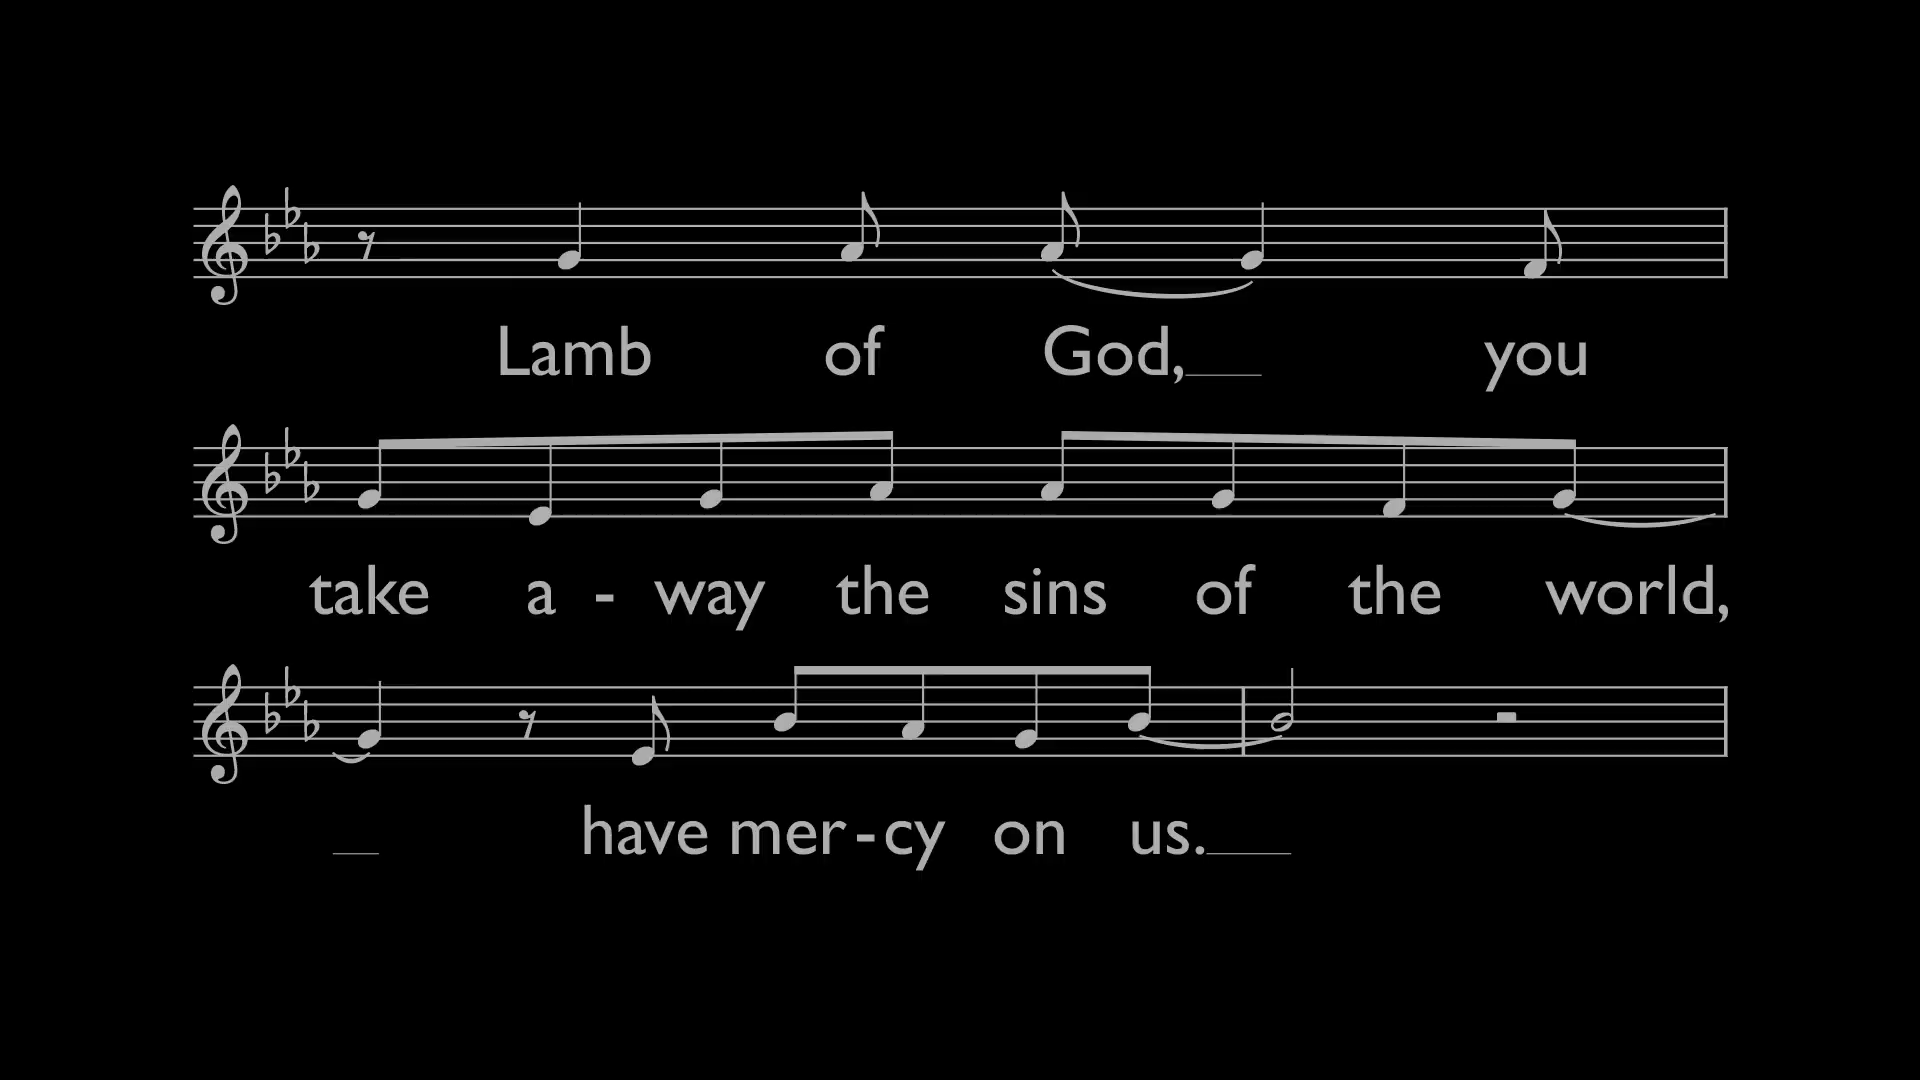 Lamb of God, you
take a - way the sins of the world,
have mer - cy on us.